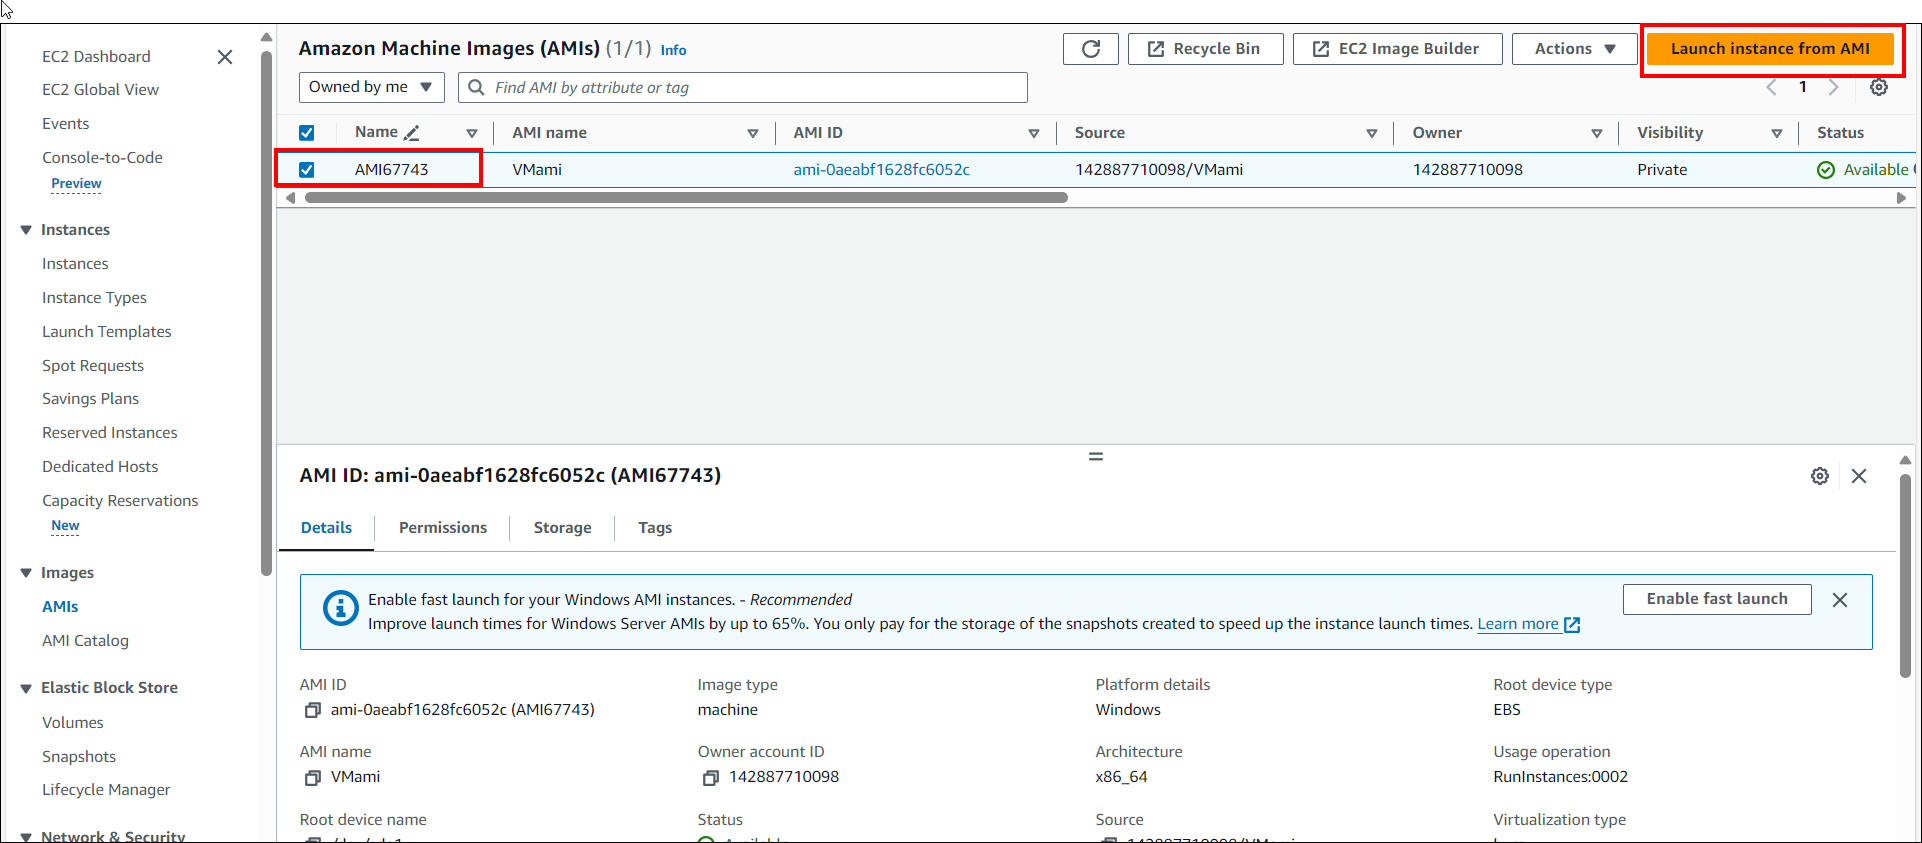 EC2 Dashboard
EC2 Global View
Events
Console-to-Code
Preview
Instances
Instances
Instance Types
Launch Templates
Spot Requests
Savings Plans
Reserved Instances
Dedicated Hosts
Capacity Reservations
New
Images
AMIs
AMI Catalog
Elastic Block Store
Volumes
Snapshots
Lifecycle Manager
Network & Security
Amazon Machine Images (AMIs) (1/1) Info
Recycle Bin
EC2 Image Builder
Actions
Launch instance from AMI
Owned by me
Find AMI by attribute or tag
1
Name AMI name AMI ID Source Owner Visibility Status
AMI67743 VMami ami-0aeabf1628fc6052c 142887710098/VMami 142887710098 Private Available
AMI ID: ami-0aeabf1628fc6052c (AMI67743)
Details Permissions Storage Tags
Enable fast launch for your Windows AMI instances. - Recommended
Improve launch times for Windows Server AMIs by up to 65%. You only pay for the storage of the snapshots created to speed up the instance launch times. Learn more
Enable fast launch
AMI ID Image type Platform details Root device type
ami-0aeabf1628fc6052c (AMI67743) machine Windows EBS
AMI name Owner account ID Architecture Usage operation
VMami 142887710098 x86_64 RunInstances:0002
Root device name Status Source Virtualization type
Available 142887710098/VMami